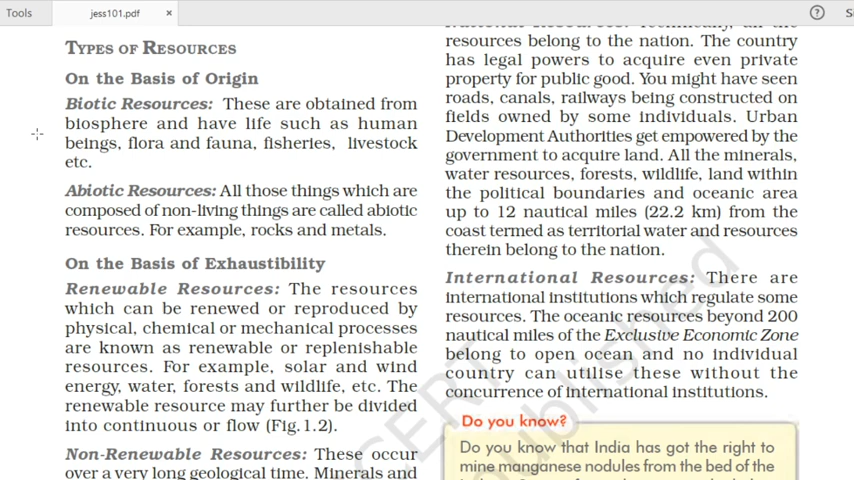 Tools
jess101.pdf
×
?
TYPES OF RESOURCES
On the Basis of Origin
Biotic Resources: These are obtained from
biosphere and have life such as human
beings, flora and fauna, fisheries, livestock
etc.
Abiotic Resources: All those things which are
composed of non-living things are called abiotic
resources. For example, rocks and metals.
On the Basis of Exhaustibility
Renewable Resources: The resources
which can be renewed or reproduced by
physical, chemical or mechanical processes
are known as renewable or replenishable
resources. For example, solar and wind
energy, water, forests and wildlife, etc. The
renewable resource may further be divided
into continuous or flow (Fig.1.2).
Non-Renewable Resources: These occur
over a very long geological time. Minerals and
resources belong to the nation. The country
has legal powers to acquire even private
property for public good. You might have seen
roads, canals, railways being constructed on
fields owned by some individuals. Urban
Development Authorities get empowered by the
government to acquire land. All the minerals,
water resources, forests, wildlife, land within
the political boundaries and oceanic area
up to 12 nautical miles (22.2 km) from the
coast termed as territorial water and resources
therein belong to the nation.
International Resources: There are
international institutions which regulate some
resources. The oceanic resources beyond 200
nautical miles of the Exclusive Economic Zone
belong to open ocean and no individual
country can utilise these without the
concurrence of international institutions.
Do you know?
Do you know that India has got the right to
mine manganese nodules from the bed of the